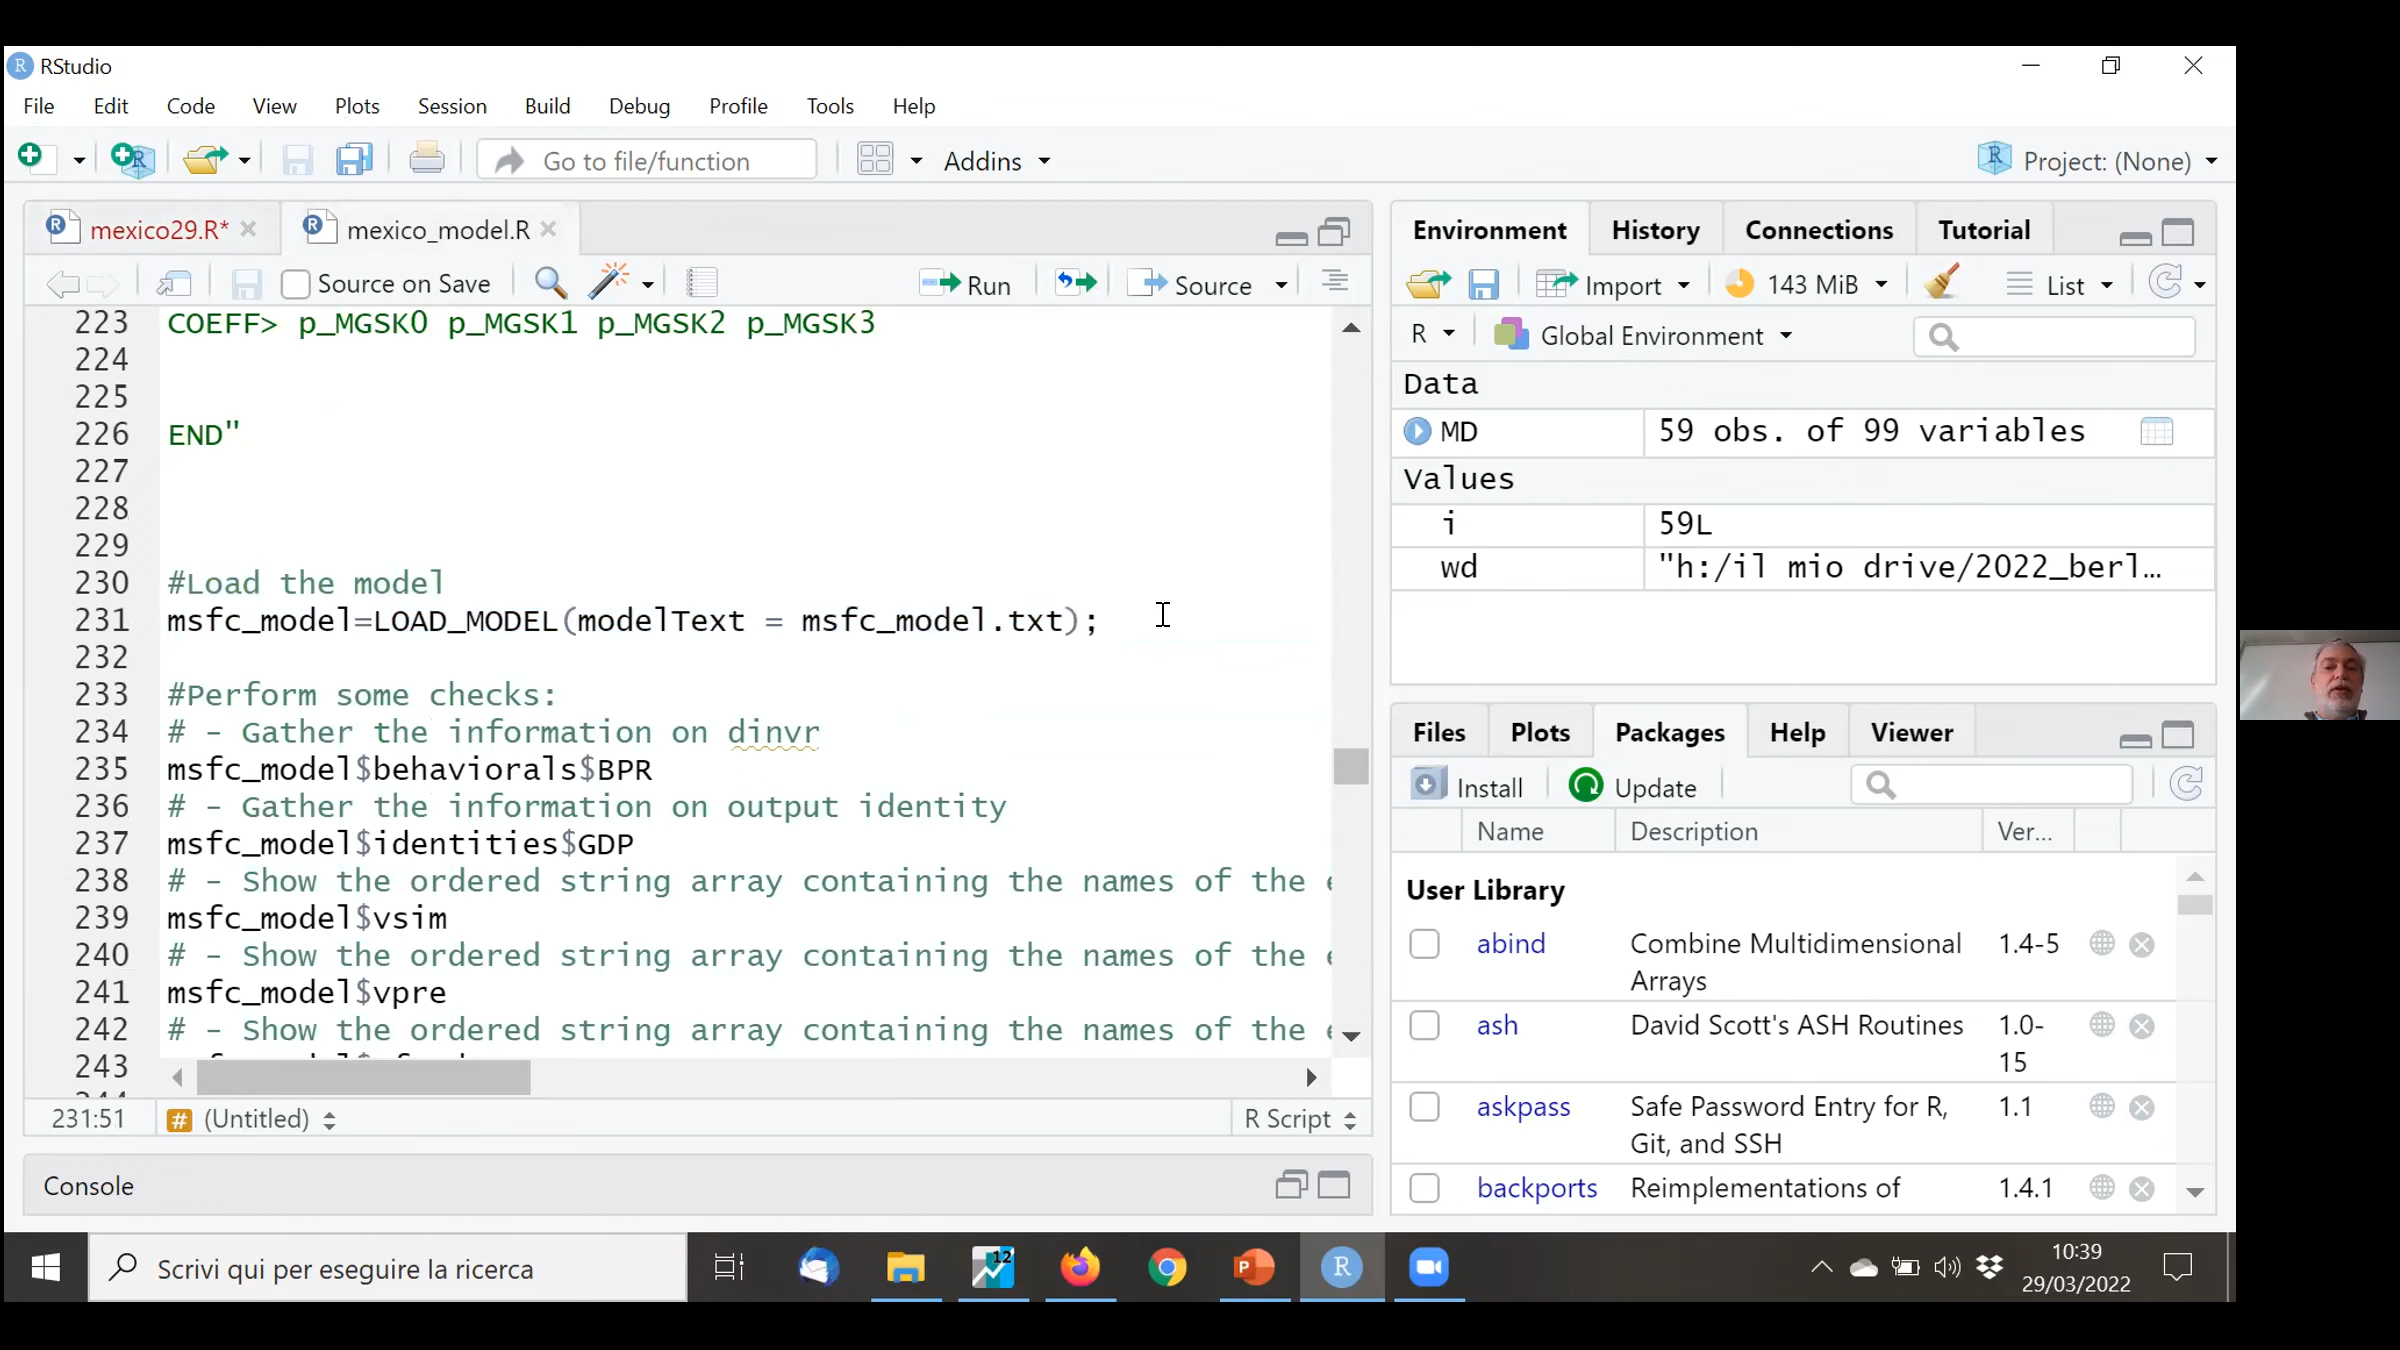 RStudio
File Edit Code View Plots Session Build Debug Profile Tools Help
Go to file/function Addins Project: (None)
mexico29.R* mexico_model.R
Source on Save Run Source
223 COEFF> p_MGSK0 p_MGSK1 p_MGSK2 p_MGSK3
224
225
226 END"
227
228
229
230 #Load the model
231 msfc_model=LOAD_MODEL(modelText = msfc_model.txt);
232
233 #Perform some checks:
234 # - Gather the information on dinvr
235 msfc_model$behaviorals$BPR
236 # - Gather the information on output identity
237 msfc_model$identities$GDP
238 # - Show the ordered string array containing the names of the
239 msfc_model$vsim
240 # - Show the ordered string array containing the names of the
241 msfc_model$vpre
242 # - Show the ordered string array containing the names of the
243
231:51 # (Untitled) R Script
Console
Environment History Connections Tutorial
Import 143 MiB List
R Global Environment
Data
MD 59 obs. of 99 variables
Values
i 59L
wd "h:/il mio drive/2022_berl…
Files Plots Packages Help Viewer
Install Update
Name Description Ver...
User Library
abind Combine Multidimensional 1.4-5
Arrays
ash David Scott's ASH Routines 1.0-
15
askpass Safe Password Entry for R, 1.1
Git, and SSH
backports Reimplementations of 1.4.1
Scrivi qui per eseguire la ricerca
12
10:39
29/03/2022